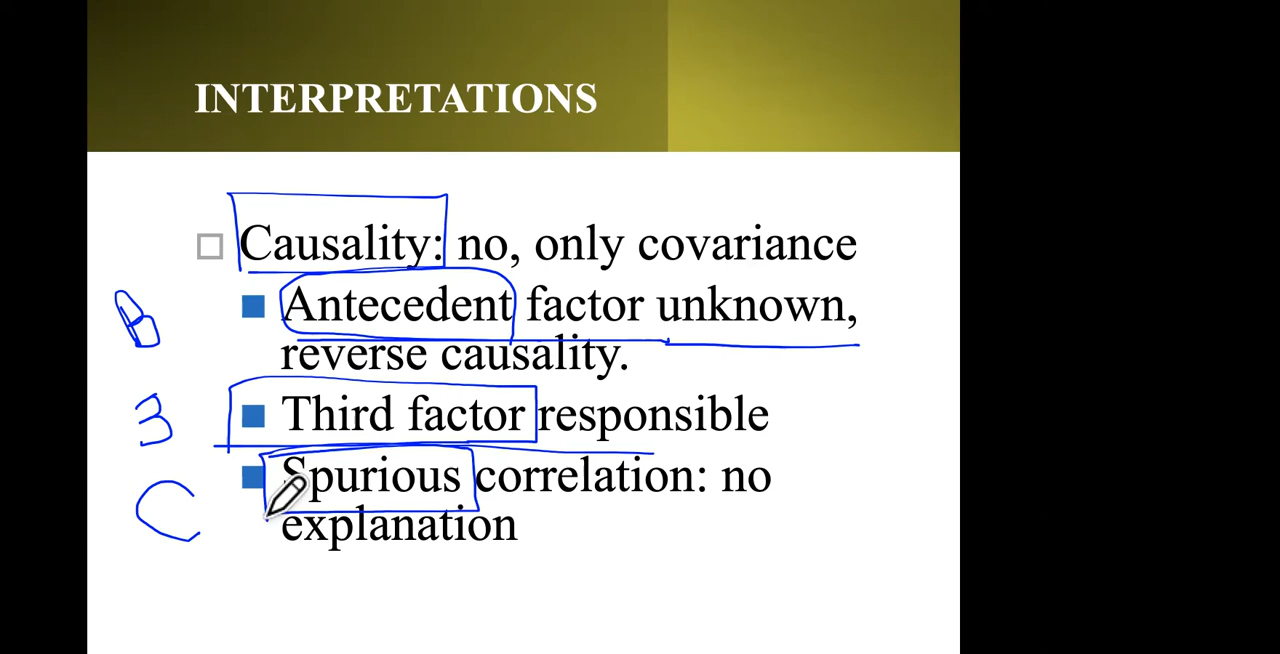 INTERPRETATIONS
Causality: no, only covariance
B Antecedent factor unknown,
reverse causality.
3 Third factor responsible
Spurious correlation: no
C explanation